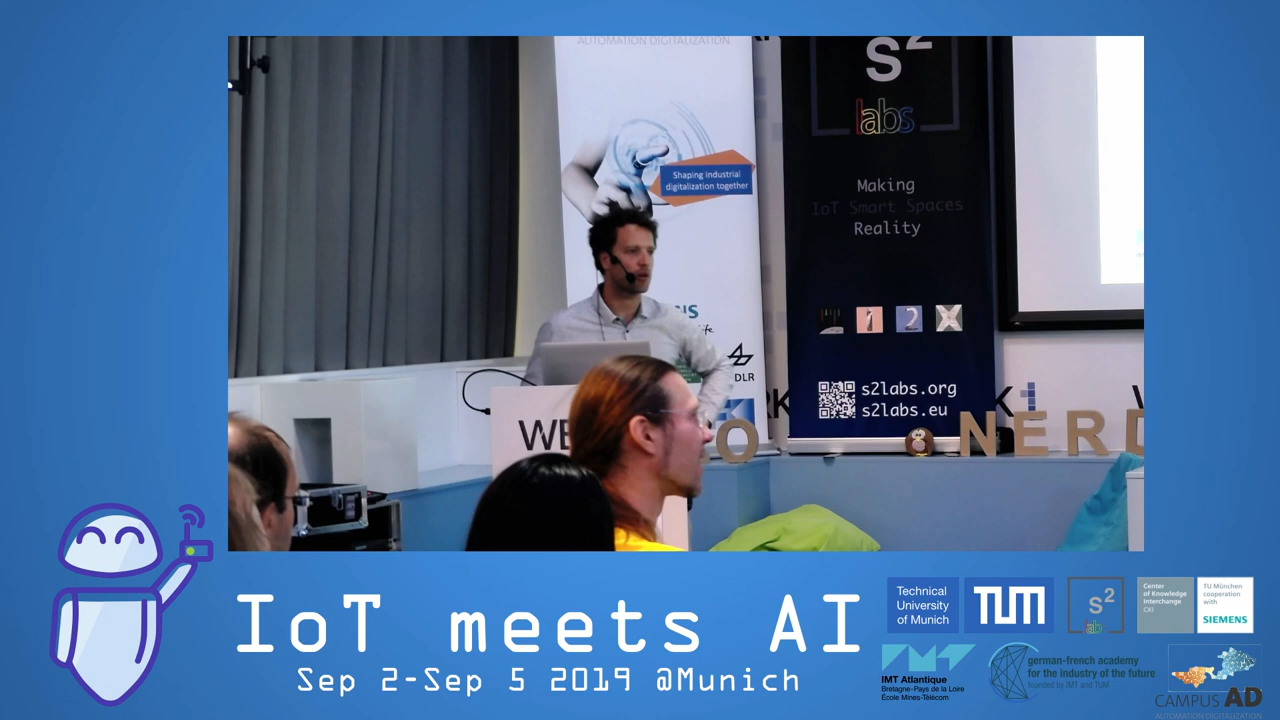 AUTOMATION DIGITALIZATION
Shaping industrial
digitalization together
DLR
S²
labs
Making
IoT Smart Spaces
Reality
s2labs.org
s2labs.eu
WE
O
NERD
IoT meets AI
Sep 2-Sep 5 2019 @Munich
Technical
University
of Munich
TUM
S²
lab
Center
of Knowledge
Interchange
CKI
TU München
cooperation
with
SIEMENS
IMT Atlantique
Bretagne-Pays de la Loire
École Mines-Télécom
german-french academy
for the industry of the future
founded by IMT and TUM
CAMPUS AD
AUTOMATION DIGITALIZATION